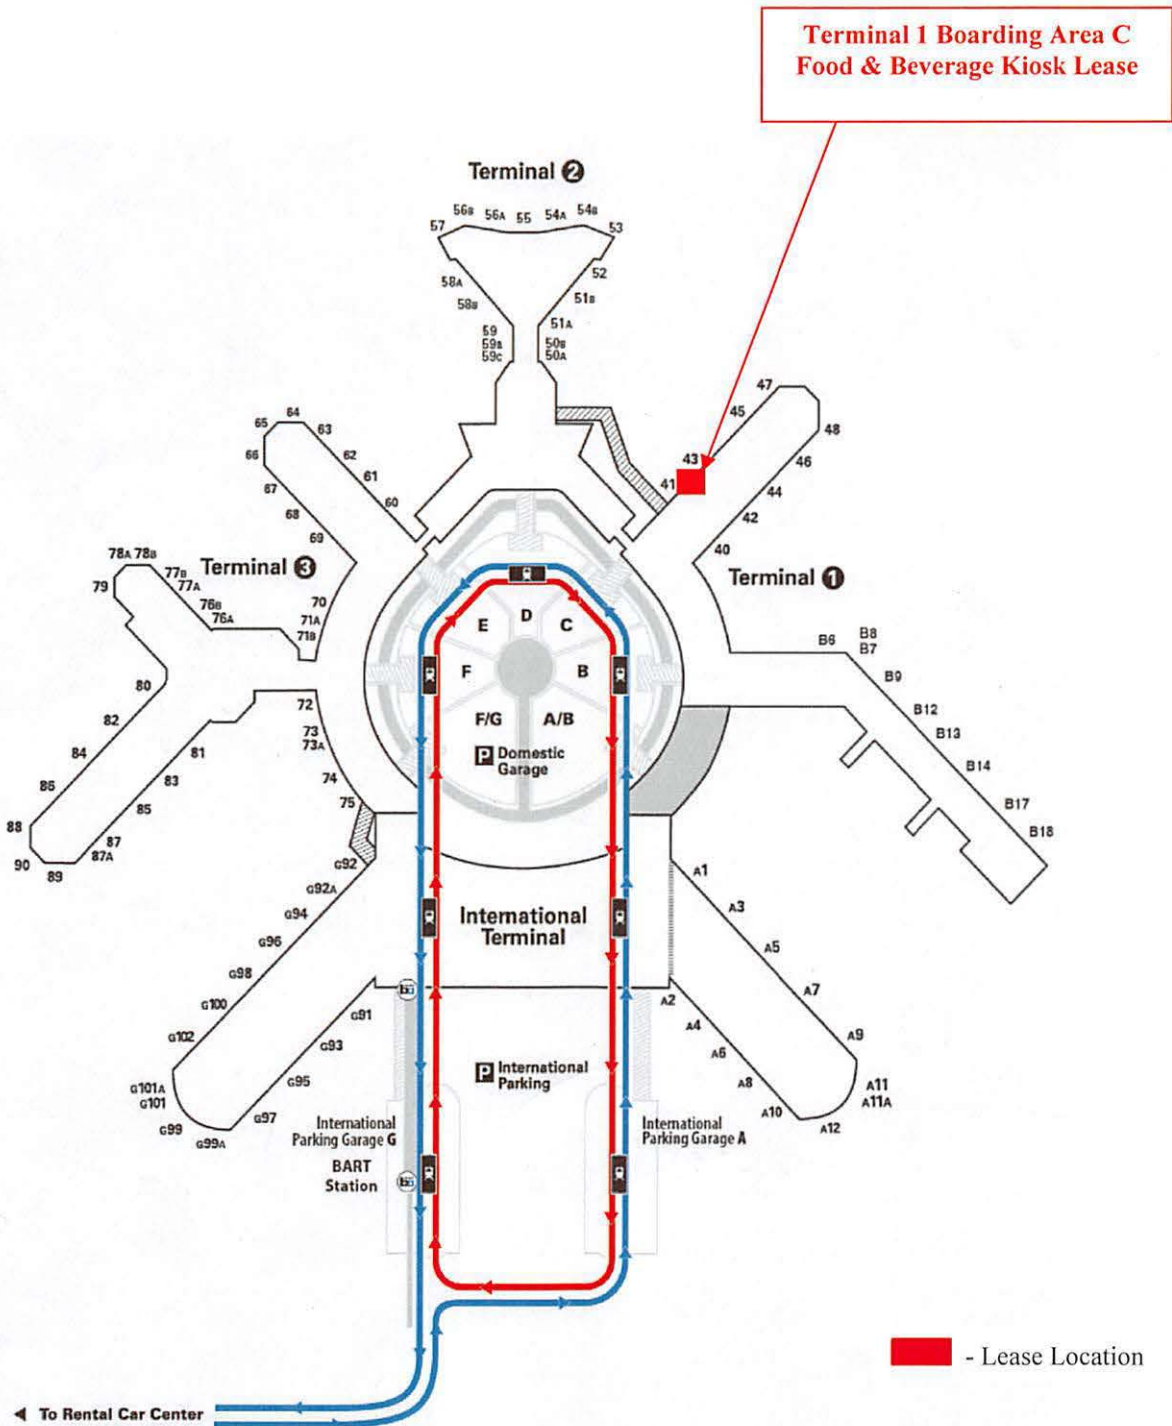 Terminal 1 Boarding Area C
Food & Beverage Kiosk Lease
Terminal 2
56B
56A
55
54A
54B
57
53
58A
52
58B
51B
59
51A
59B
50B
59C
50A
47
45
48
43
46
41
44
42
40
65
64
63
66
62
67
61
68
60
69
Terminal 3
78A
78B
79
77B
77A
76B
76A
70
71A
71B
80
72
82
73
73A
84
81
74
86
83
75
85
88
87
87A
90
89
Terminal 1
B6
B8
B7
B9
B12
B13
B14
B17
B18
E
D
C
F
B
F/G
A/B
P Domestic
Garage
G92
G92A
G94
G96
G98
G100
G102
G101A
G101
G99
G99A
G97
G95
G93
G91
International
Terminal
A1
A3
A5
A7
A9
A2
A4
A6
A8
A10
A11
A11A
A12
P International
Parking
International
Parking Garage G
BART
Station
International
Parking Garage A
- Lease Location
To Rental Car Center